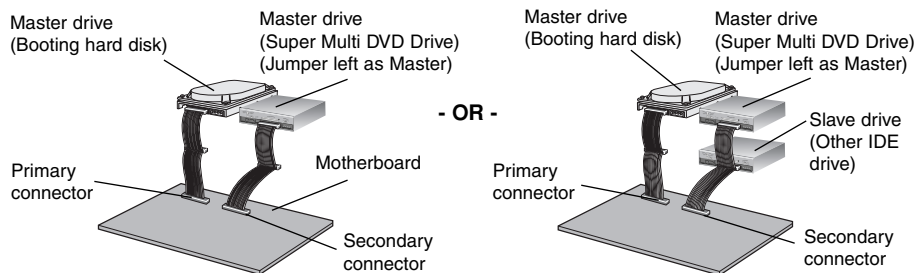 Master drive
(Booting hard disk)
Master drive
(Super Multi DVD Drive)
(Jumper left as Master)
Primary
connector
Motherboard
Secondary
connector
- OR -
Master drive
(Booting hard disk)
Master drive
(Super Multi DVD Drive)
(Jumper left as Master)
Slave drive
(Other IDE
drive)
Primary
connector
Secondary
connector